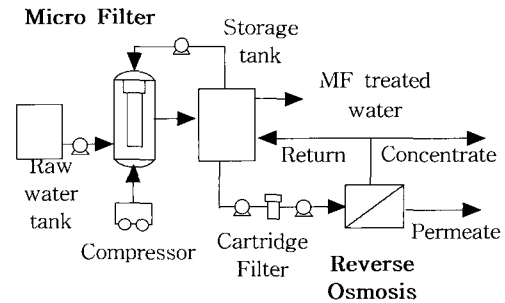 Micro Filter
Storage
tank
MF treated
water
Raw
water
tank
Return
Concentrate
Compressor
Cartridge
Filter
Permeate
Reverse
Osmosis